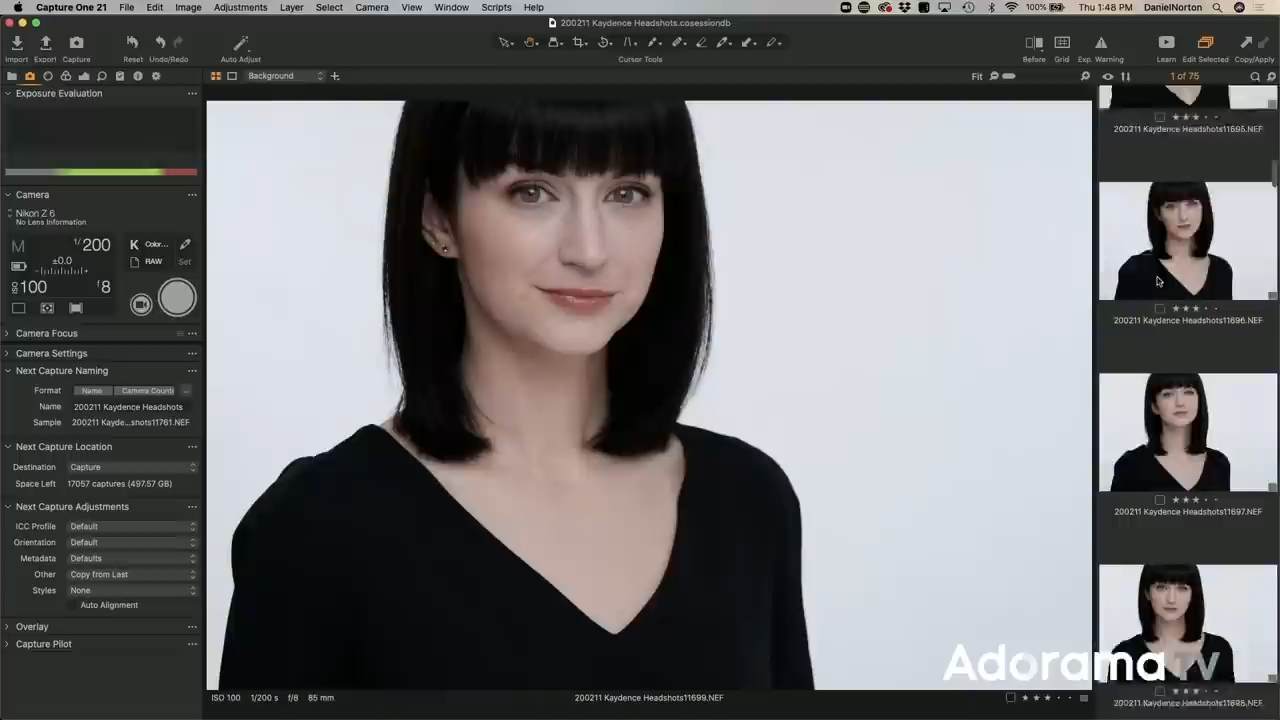 Capture One 21 File Edit Image Adjustments Layer Select Camera View Window Scripts Help 100% Thu 1:48 PM DanielNorton
200211 Kaydence Headshots.cosessiondb
Import Export Capture Reset Undo/Redo Auto Adjust Cursor Tools Before Grid Exp. Warning Learn Edit Selected Copy/Apply
Background Fit 1 of 75
Exposure Evaluation
Camera
Nikon Z 6
No Lens Information
M 1/200 K Color...
±0.0 RAW Set
ISO 100 f8
Camera Focus
Camera Settings
Next Capture Naming
Format Name Camera Count
Name 200211 Kaydence Headshots
Sample 200211 Kayde...shots11761.NEF
Next Capture Location
Destination Capture
Space Left 17057 captures (497.57 GB)
Next Capture Adjustments
ICC Profile Default
Orientation Default
Metadata Defaults
Other Copy from Last
Styles None
Auto Alignment
Overlay
Capture Pilot
200211 Kaydence Headshots11695.NEF
200211 Kaydence Headshots11696.NEF
200211 Kaydence Headshots11697.NEF
200211 Kaydence Headshots11698.NEF
Adorama TV
ISO 100 1/200 s f/8 85 mm 200211 Kaydence Headshots11699.NEF